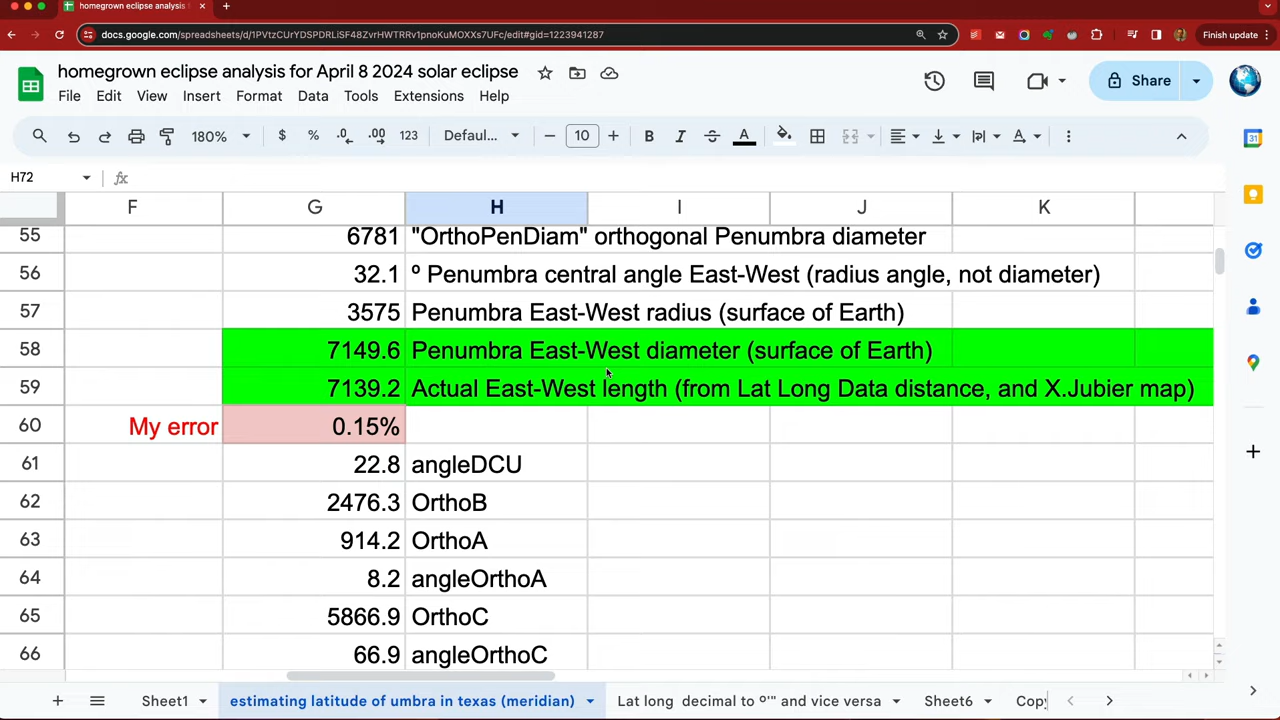 homegrown eclipse analysis f
docs.google.com/spreadsheets/d/1PVtzCUrYDSPDRLiSF48ZvrHWTRRv1pnoKuMOXXs7UFc/edit#gid=1223941287
Finish update
homegrown eclipse analysis for April 8 2024 solar eclipse
Share
File Edit View Insert Format Data Tools Extensions Help
180% $ % .0 .00 123 Defaul... − 10 + B I A
H72 fx
F G H I J K
55 6781 "OrthoPenDiam" orthogonal Penumbra diameter
56 32.1 º Penumbra central angle East-West (radius angle, not diameter)
57 3575 Penumbra East-West radius (surface of Earth)
58 7149.6 Penumbra East-West diameter (surface of Earth)
59 7139.2 Actual East-West length (from Lat Long Data distance, and X.Jubier map)
60 My error 0.15%
61 22.8 angleDCU
62 2476.3 OrthoB
63 914.2 OrthoA
64 8.2 angleOrthoA
65 5866.9 OrthoC
66 66.9 angleOrthoC
Sheet1 estimating latitude of umbra in texas (meridian) Lat long decimal to º'" and vice versa Sheet6 Copy